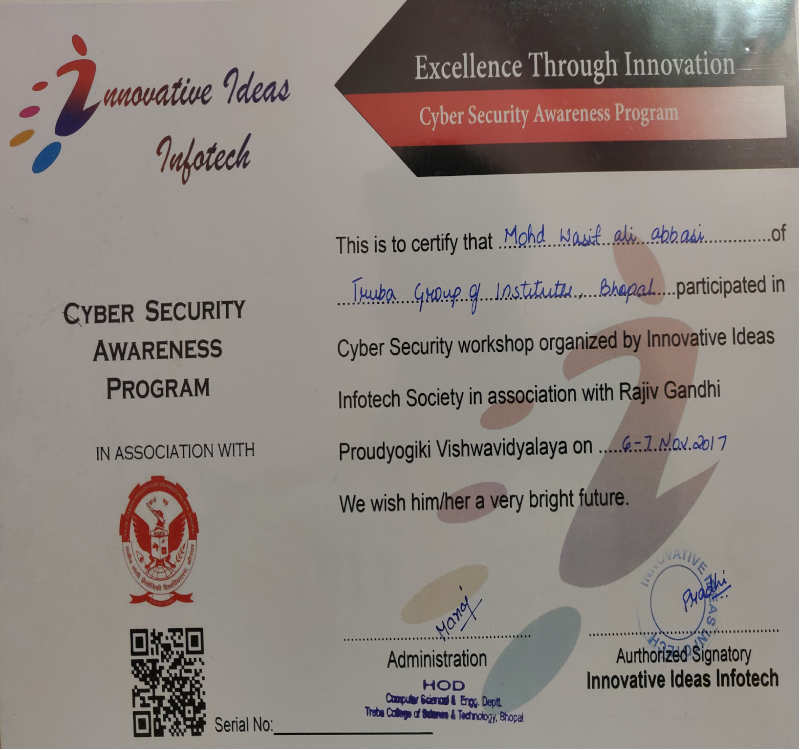 Innovative Ideas
Infotech
Excellence Through Innovation
Cyber Security Awareness Program
CYBER SECURITY
AWARENESS
PROGRAM
IN ASSOCIATION WITH
This is to certify that Mohd Wasif ali abbasi of
Truba Group of Institutes, Bhopal participated in
Cyber Security workshop organized by Innovative Ideas
Infotech Society in association with Rajiv Gandhi
Proudyogiki Vishwavidyalaya on 6-7 Nov. 2017
We wish him/her a very bright future.
Manoj
Pradhi
INNOVATIVE IDEAS INFOTECH
Administration
Aurthorized Signatory
Innovative Ideas Infotech
HOD
Computer Science & Engg. Deptt.
Truba College of Science & Technology, Bhopal
Serial No: